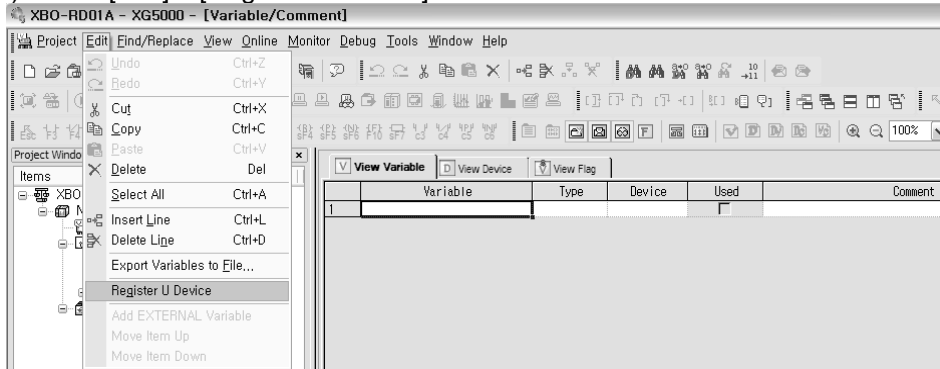 XBO-RD01A - XG5000 - [Variable/Comment]
Project Edit Find/Replace View Online Monitor Debug Tools Window Help
Undo Ctrl+Z
Redo Ctrl+Y
Cut Ctrl+X
Copy Ctrl+C
Paste Ctrl+V
Delete Del
Select All Ctrl+A
Insert Line Ctrl+L
Delete Line Ctrl+D
Export Variables to File...
Register U Device
Add EXTERNAL Variable
Move Item Up
Move Item Down
100%
Project Windo
Items
XBO
View Variable View Device View Flag
Variable Type Device Used Comment
1